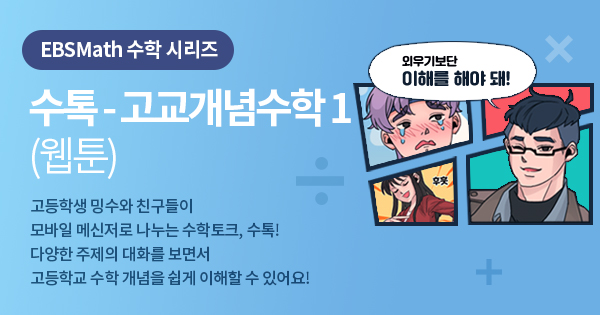 EBSMath 수학 시리즈
수톡 - 고교개념수학 1
(웹툰)
고등학생 밍수와 친구들이
모바일 메신저로 나누는 수학토크, 수톡!
다양한 주제의 대화를 보면서
고등학교 수학 개념을 쉽게 이해할 수 있어요!
외우기보단
이해를 해야 돼!
후훗